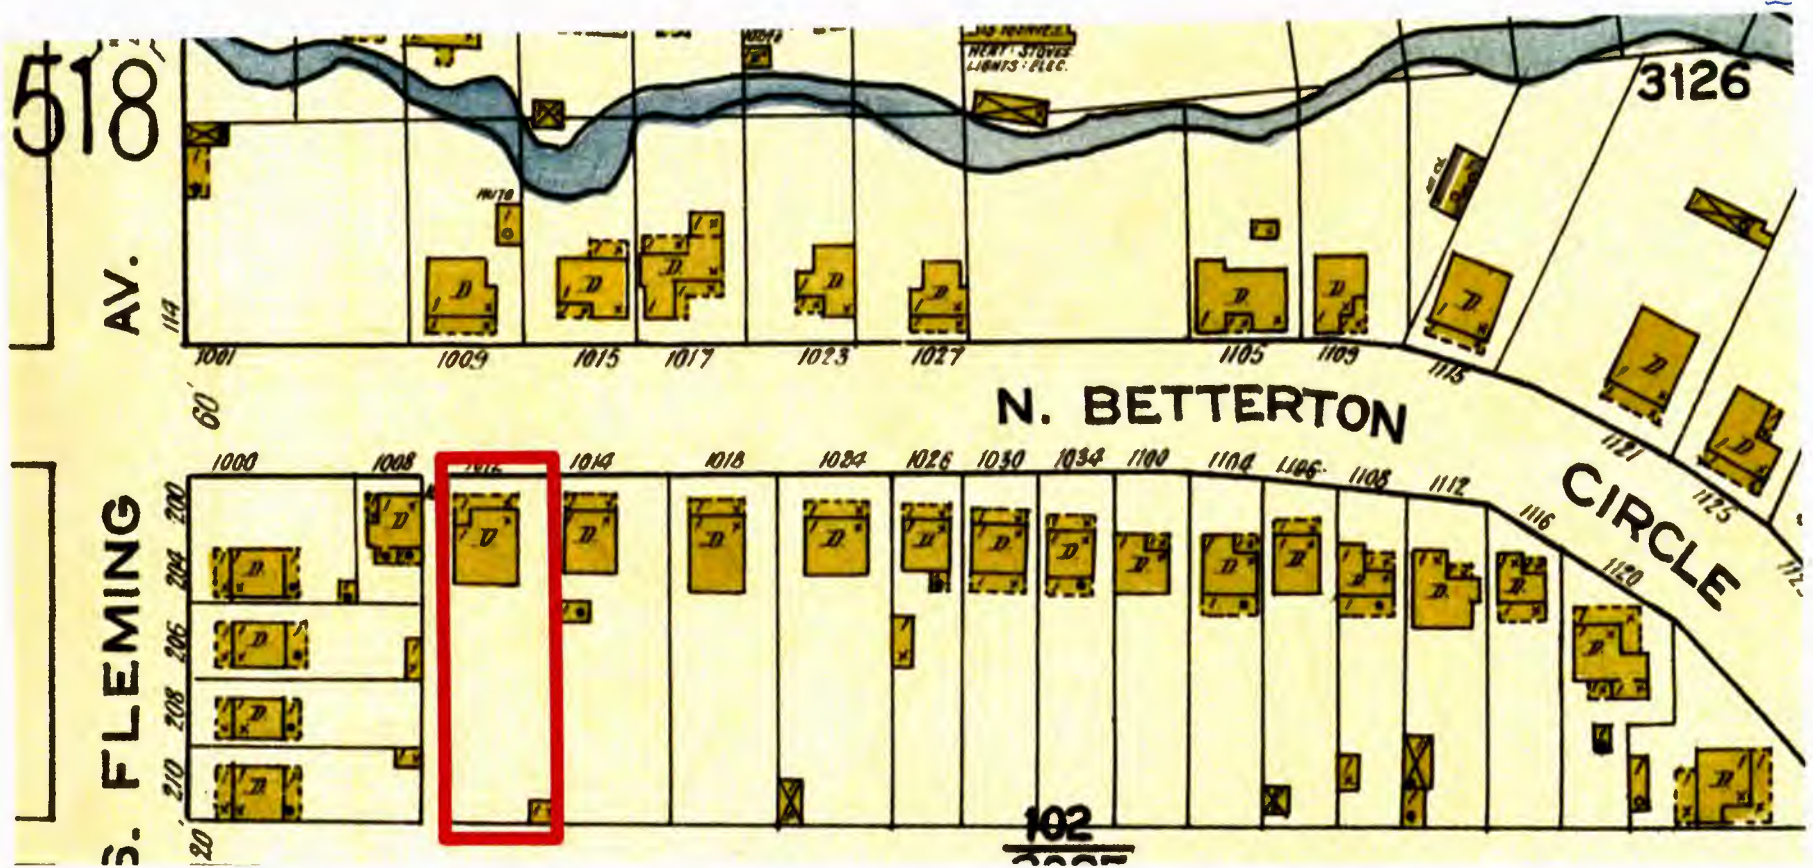 518
8
3126
HEAT: STOVES
LIGHTS: ELEC.
AUTO
D D D D D D D D D D
1001 1009 1015 1017 1023 1027 1105 1109 1115 1121 1125
114
60'
S. FLEMING AV.
N. BETTERTON CIRCLE
1000 1008 1012 1014 1018 1024 1026 1030 1034 1100 1104 1106 1108 1112 1116 1120
200
204
206
208
210
D D D D D D D D D D D D D D
D
D
D
D
D
20'
102